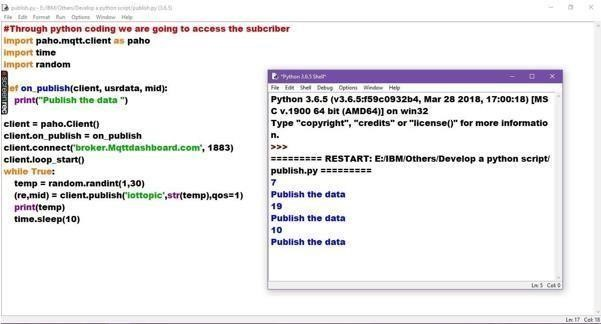 publish.py - E:/IBM/Others/Develop a python script/publish.py (3.6.5)
File Edit Format Run Options Window Help
#Through python coding we are going to access the subcriber
import paho.mqtt.client as paho
import time
import random
ef on_publish(client, usrdata, mid):
print("Publish the data ")
client = paho.Client()
client.on_publish = on_publish
client.connect('broker.Mqttdashboard.com', 1883)
client.loop_start()
while True:
temp = random.randint(1,30)
(re,mid) = client.publish('iottopic',str(temp),qos=1)
print(temp)
time.sleep(10)
screenrec
*Python 3.6.5 Shell*
File Edit Shell Debug Options Window Help
Python 3.6.5 (v3.6.5:f59c0932b4, Mar 28 2018, 17:00:18) [MS
C v.1900 64 bit (AMD64)] on win32
Type "copyright", "credits" or "license()" for more informatio
n.
>>>
========= RESTART: E:/IBM/Others/Develop a python script/
publish.py =========
7
Publish the data
19
Publish the data
10
Publish the data
Ln: 5 Col: 0
Ln: 17 Col: 18